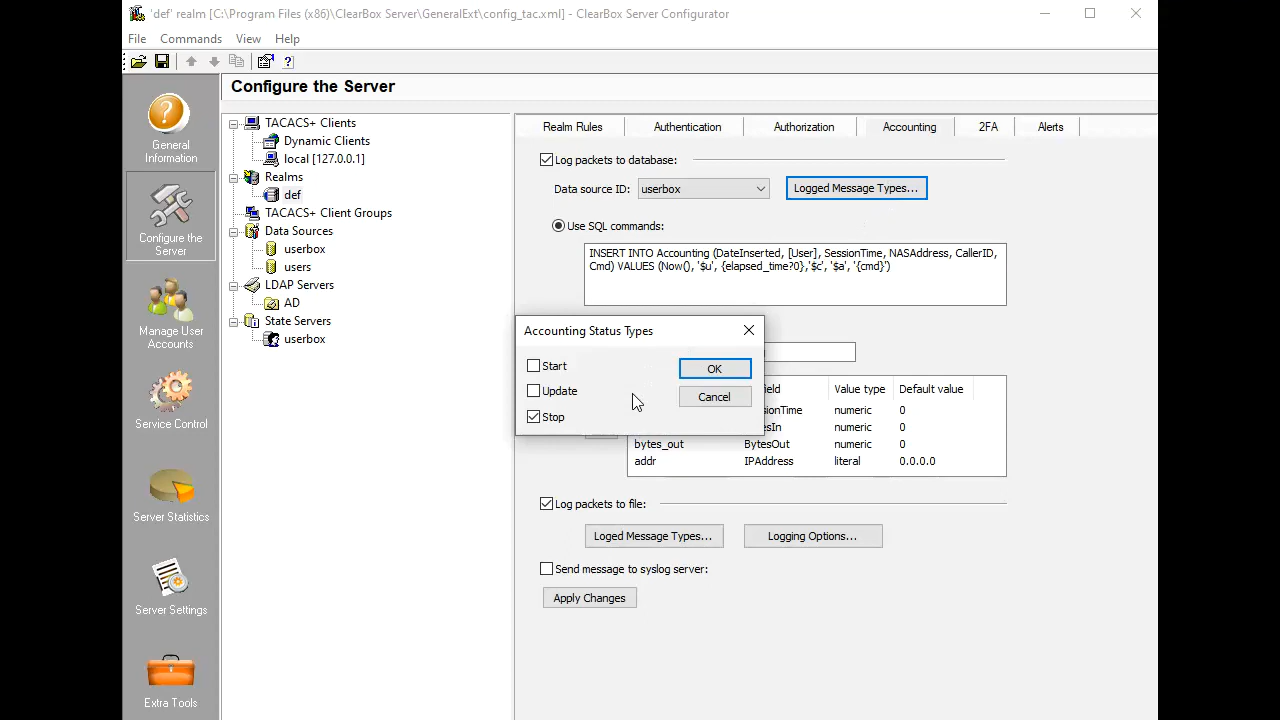 'def' realm [C:\Program Files (x86)\ClearBox Server\GeneralExt\config_tac.xml] - ClearBox Server Configurator
File Commands View Help
Configure the Server
General
Information
Configure the
Server
Manage User
Accounts
Service Control
Server Statistics
Server Settings
Extra Tools
TACACS+ Clients
Dynamic Clients
local [127.0.0.1]
Realms
def
TACACS+ Client Groups
Data Sources
userbox
users
LDAP Servers
AD
State Servers
userbox
Realm Rules Authentication Authorization Accounting 2FA Alerts
Log packets to database:
Data source ID: userbox Logged Message Types...
Use SQL commands:
INSERT INTO Accounting (DateInserted, [User], SessionTime, NASAddress, CallerID,
Cmd) VALUES (Now(), '$u', {elapsed_time?0},'$c', '$a', '{cmd}')
Accounting Status Types
Start OK
Update Cancel
Stop
ield Value type Default value
sionTime numeric 0
esIn numeric 0
bytes_out BytesOut numeric 0
addr IPAddress literal 0.0.0.0
Log packets to file:
Loged Message Types... Logging Options...
Send message to syslog server:
Apply Changes